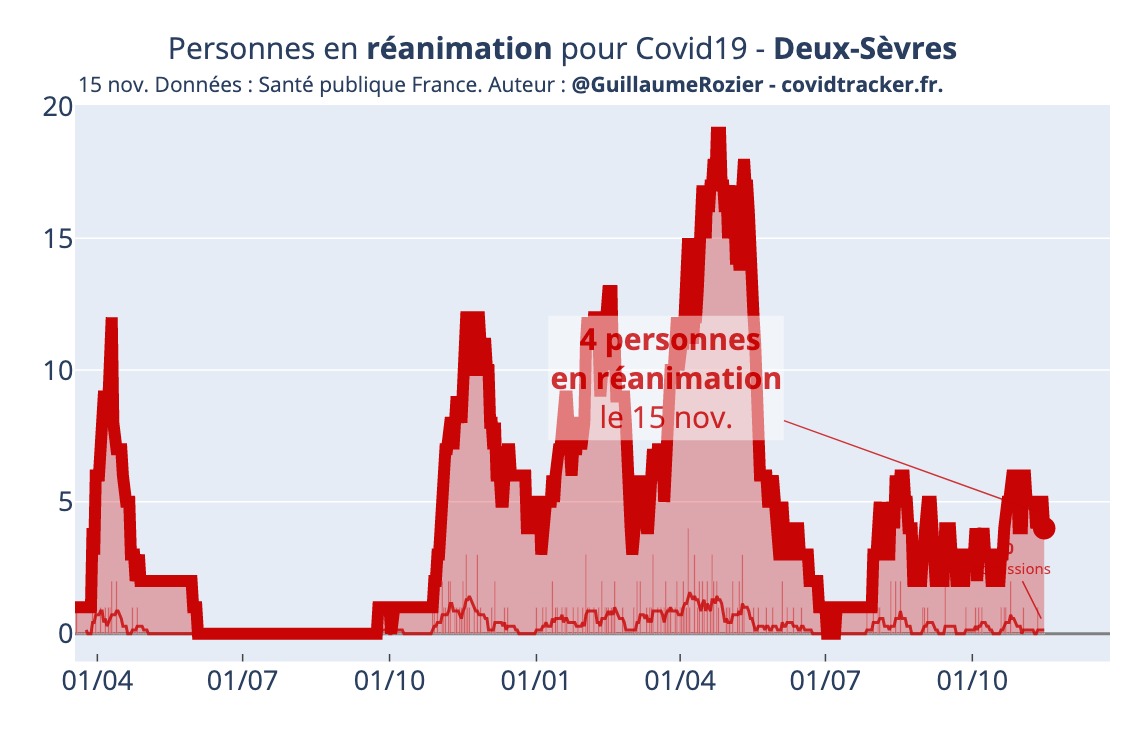 Personnes en réanimation pour Covid19 - Deux-Sèvres
15 nov. Données : Santé publique France. Auteur : @GuillaumeRozier - covidtracker.fr.
20
15
10
5
0
4 personnes
en réanimation
le 15 nov.
01/04
01/07
01/10
01/01
01/04
01/07
01/10